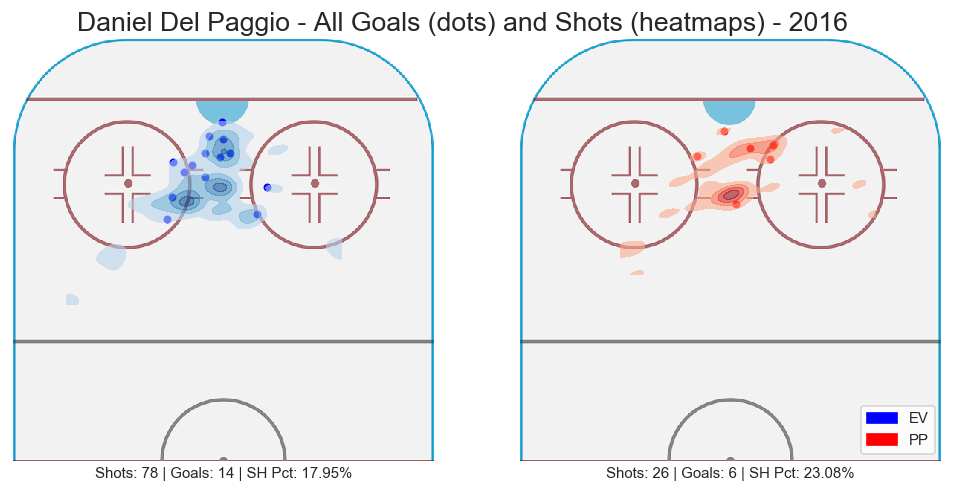 Daniel Del Paggio - All Goals (dots) and Shots (heatmaps) - 2016
EV
PP
Shots: 78 | Goals: 14 | SH Pct: 17.95%
Shots: 26 | Goals: 6 | SH Pct: 23.08%